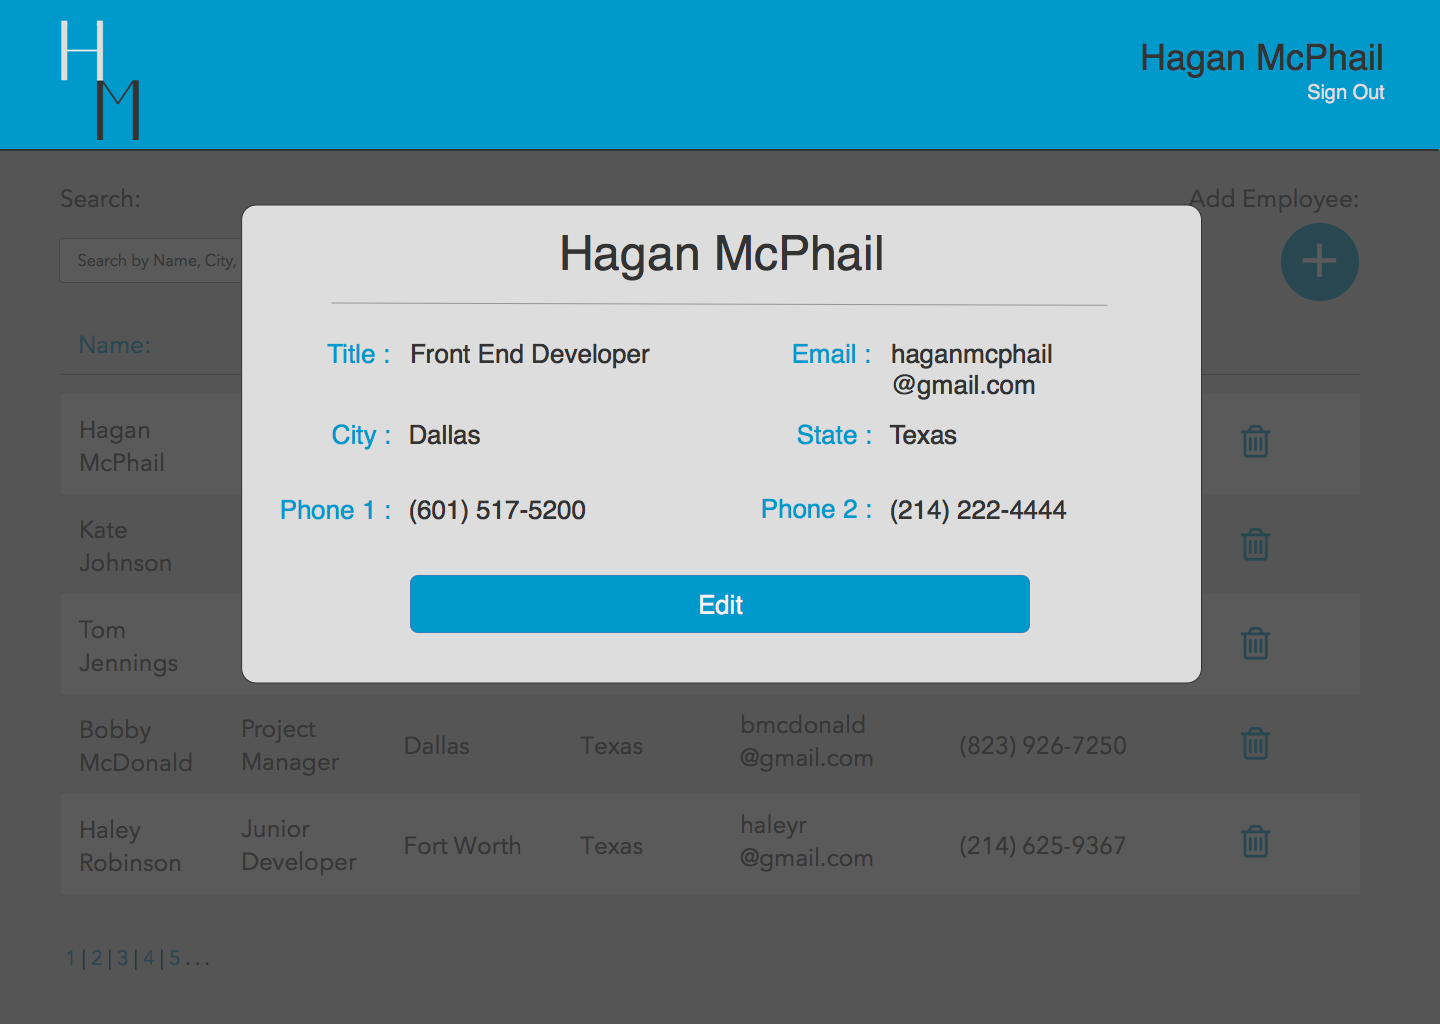 H
M
Hagan McPhail
Sign Out
Search:
Add Employee:
Search by Name, City,
Name:
Hagan McPhail
Title : Front End Developer
Email : haganmcphail
@gmail.com
City : Dallas
State : Texas
Phone 1 : (601) 517-5200
Phone 2 : (214) 222-4444
Edit
Hagan
McPhail
Kate
Johnson
Tom
Jennings
Bobby
McDonald
Project
Manager
Dallas
Texas
bmcdonald
@gmail.com
(823) 926-7250
Haley
Robinson
Junior
Developer
Fort Worth
Texas
haleyr
@gmail.com
(214) 625-9367
1 | 2 | 3 | 4 | 5 . . .